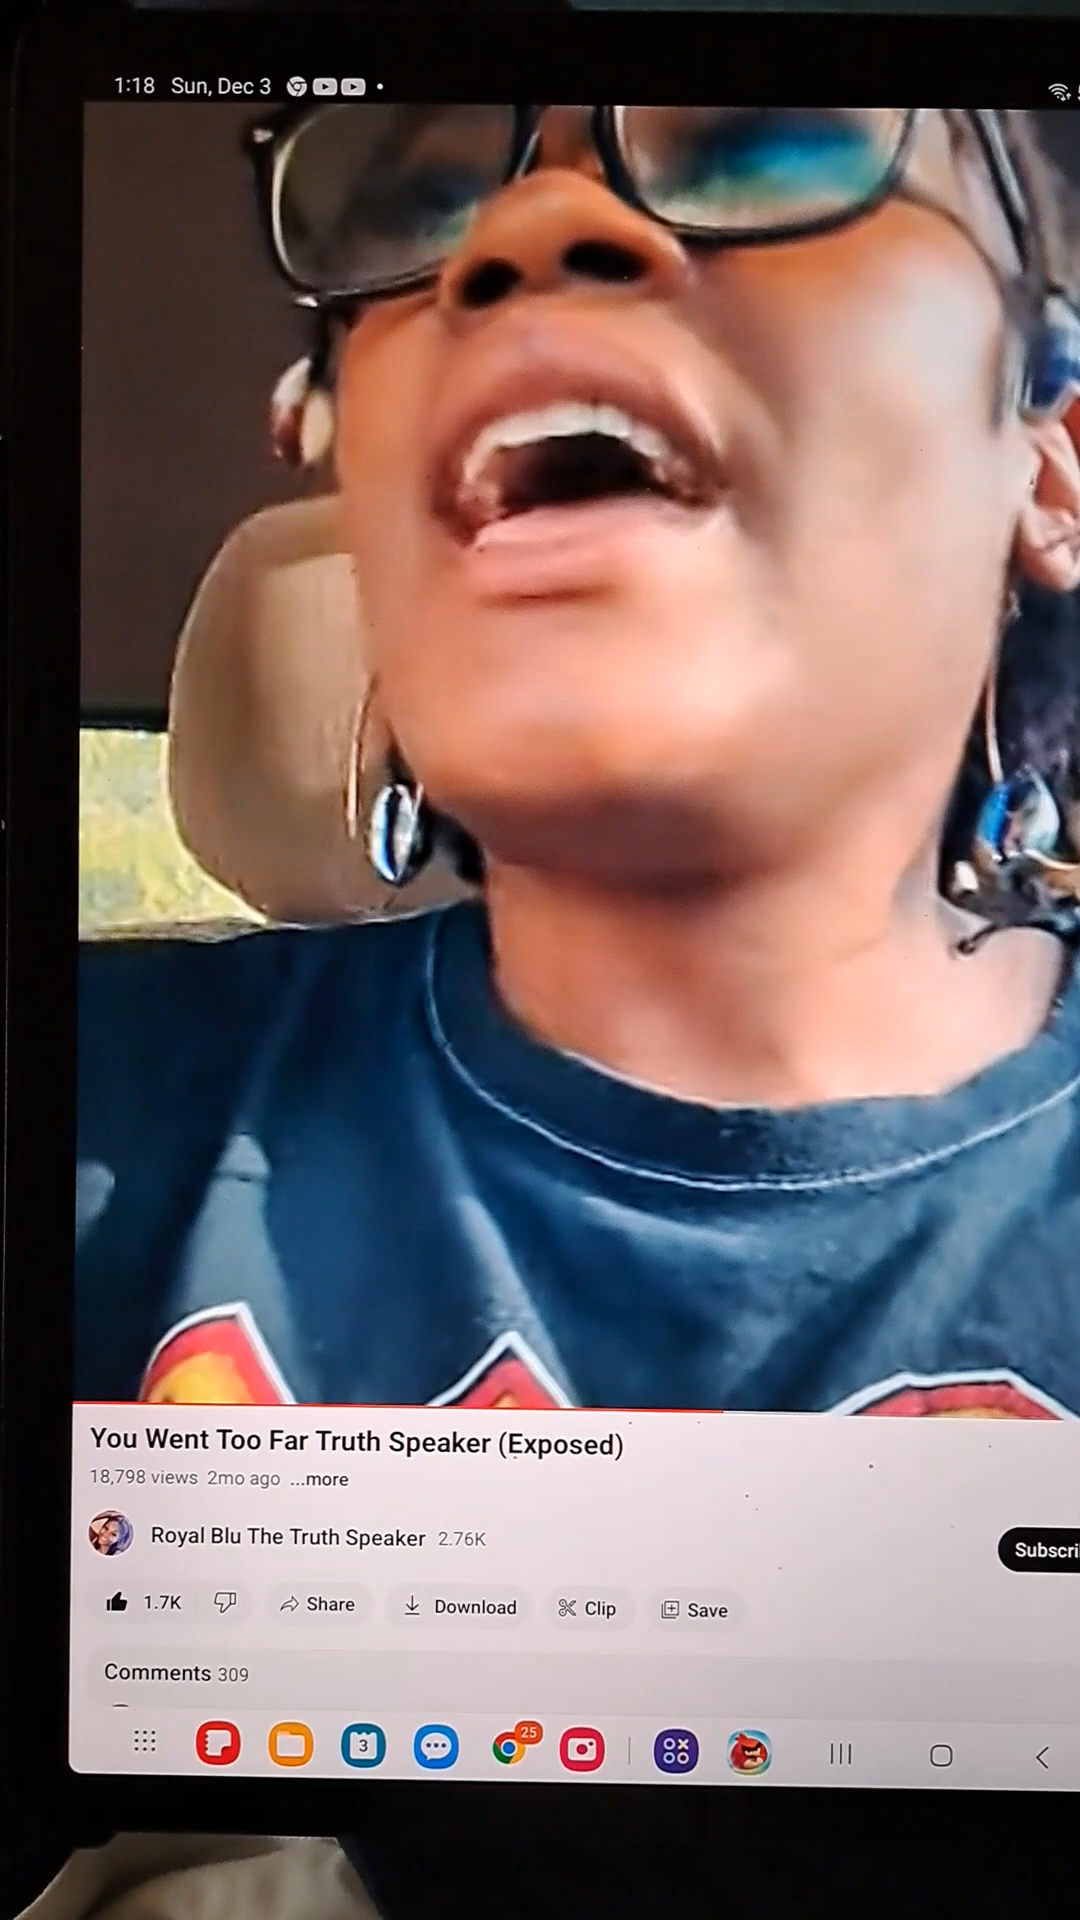 1:18 Sun, Dec 3
You Went Too Far Truth Speaker (Exposed)
18,798 views 2mo ago ...more
Royal Blu The Truth Speaker 2.76K
Subscri
1.7K Share Download Clip Save
Comments 309
3
25